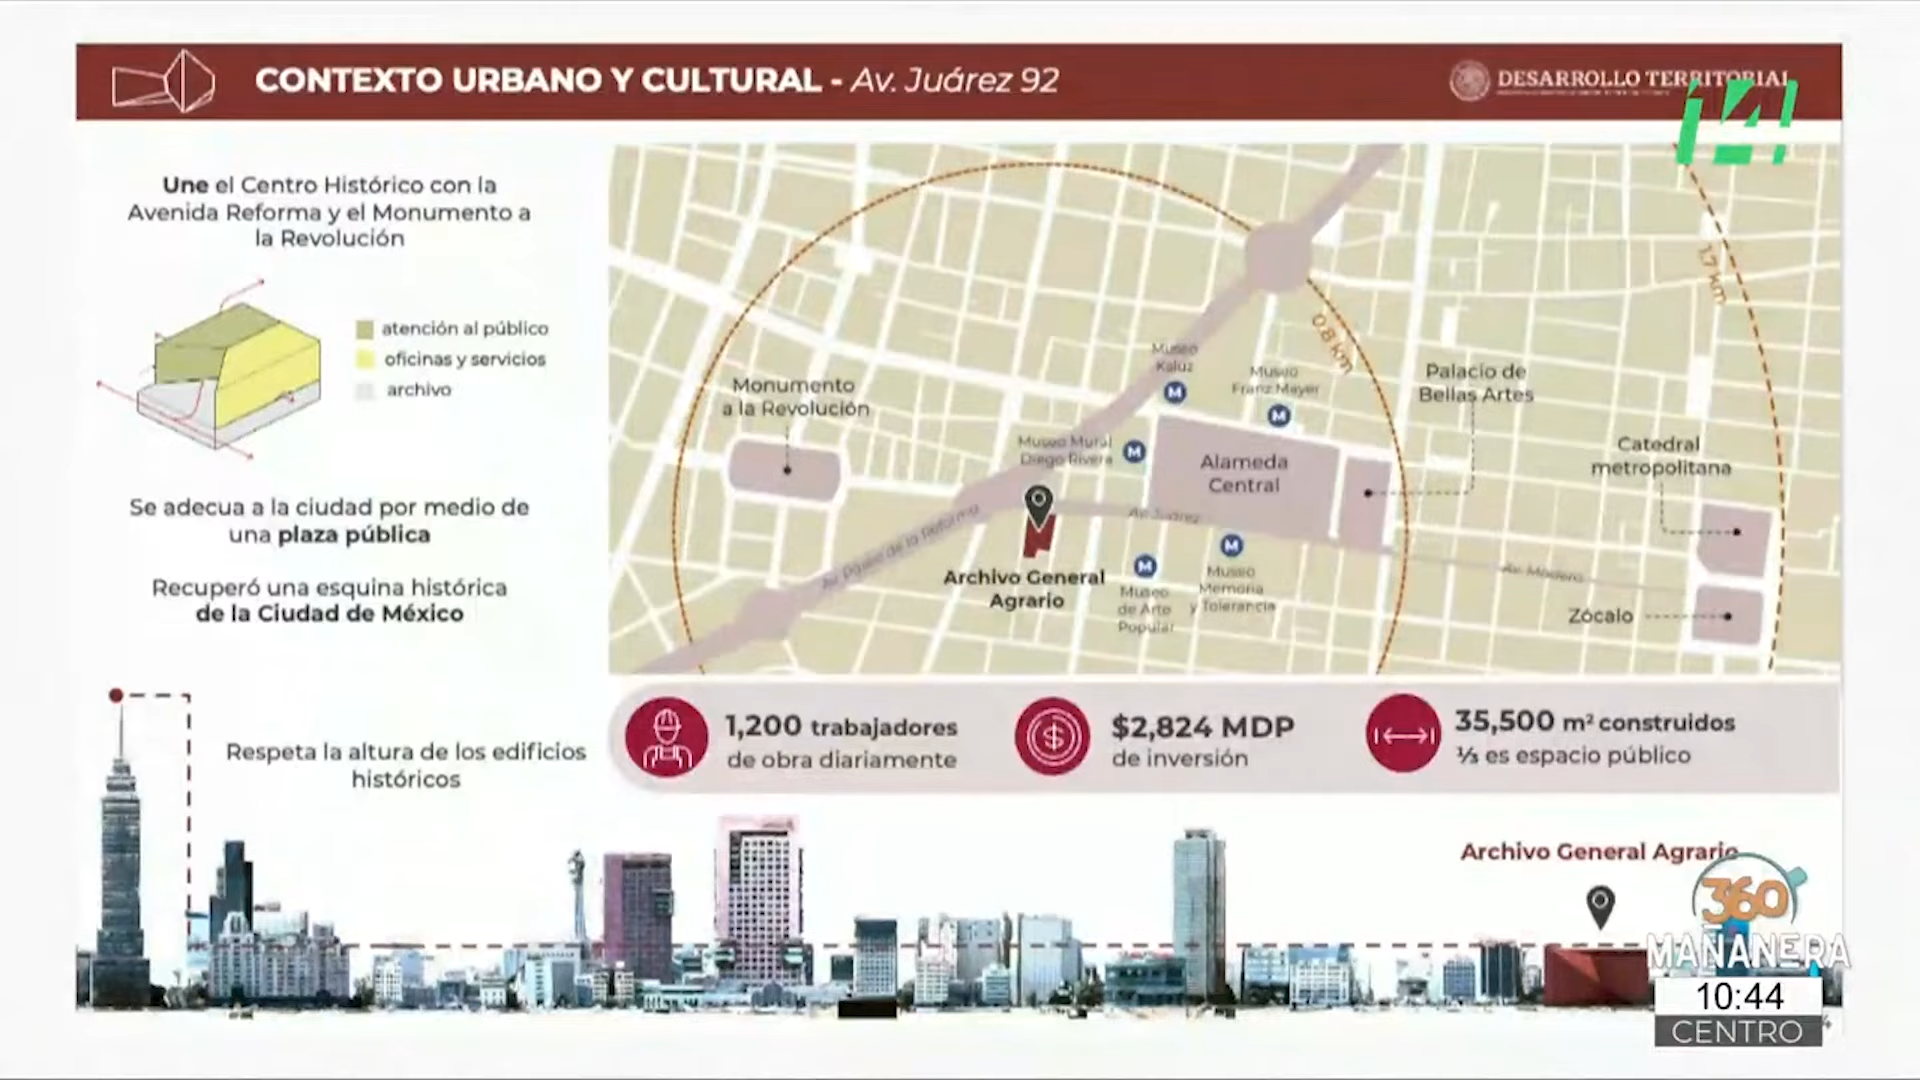 CONTEXTO URBANO Y CULTURAL - Av. Juárez 92
DESARROLLO TERRITORIAL
14
Une el Centro Histórico con la
Avenida Reforma y el Monumento a
la Revolución
atención al público
oficinas y servicios
archivo
Se adecua a la ciudad por medio de
una plaza pública
Recuperó una esquina histórica
de la Ciudad de México
Respeta la altura de los edificios
históricos
1.7 km
0.8 km
Museo
Kaluz
Museo
Franz Mayer
Palacio de
Bellas Artes
Monumento
a la Revolución
Museo Mural
Diego Rivera
M
M
M
Alameda
Central
Catedral
metropolitana
Av. Juárez
Av. Paseo de la Reforma
M
M
Archivo General
Agrario
Museo
de Arte
Popular
Museo
Memoria
y Tolerancia
Av. Madero
Zócalo
1,200 trabajadores
de obra diariamente
$
$2,824 MDP
de inversión
35,500 m² construidos
⅓ es espacio público
Archivo General Agrario
360
MAÑANERA
10:44
CENTRO